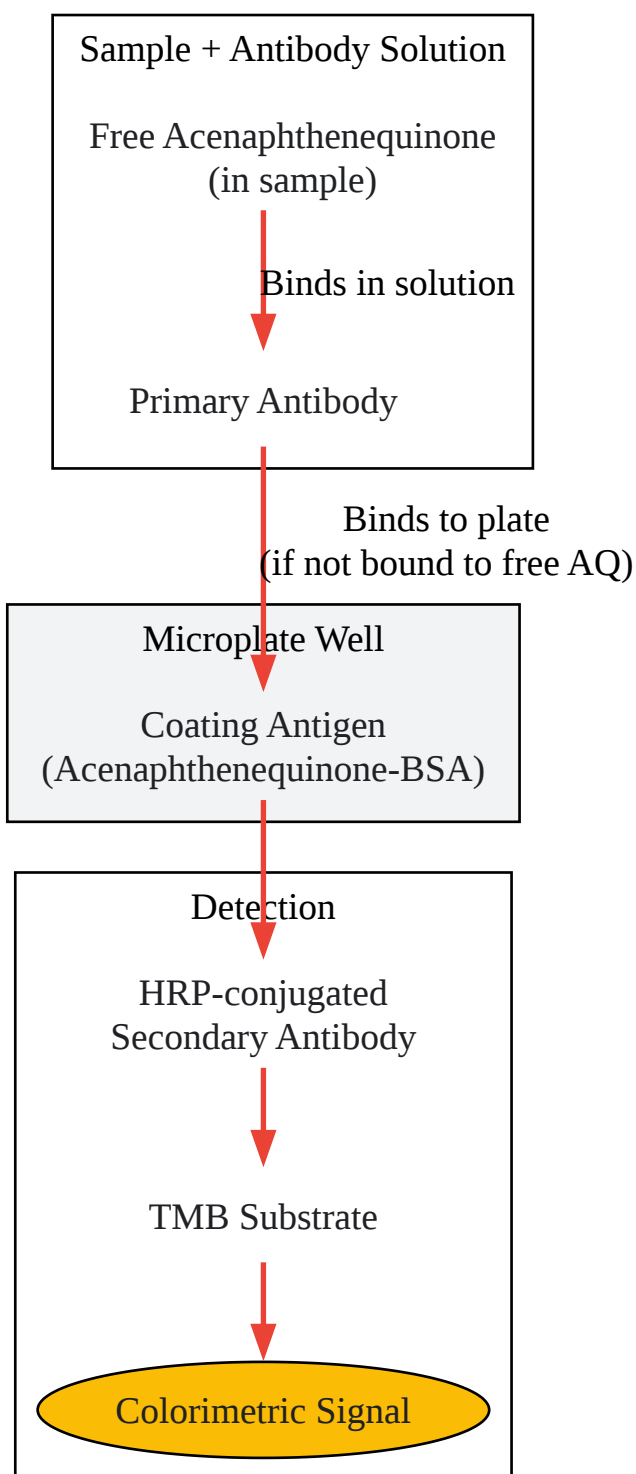 Sample + Antibody Solution
Free Acenaphthenequinone
(in sample)
Binds in solution
Primary Antibody
Binds to plate
(if not bound to free AQ)
Microplate Well
Coating Antigen
(Acenaphthenequinone-BSA)
Detection
HRP-conjugated
Secondary Antibody
TMB Substrate
Colorimetric Signal